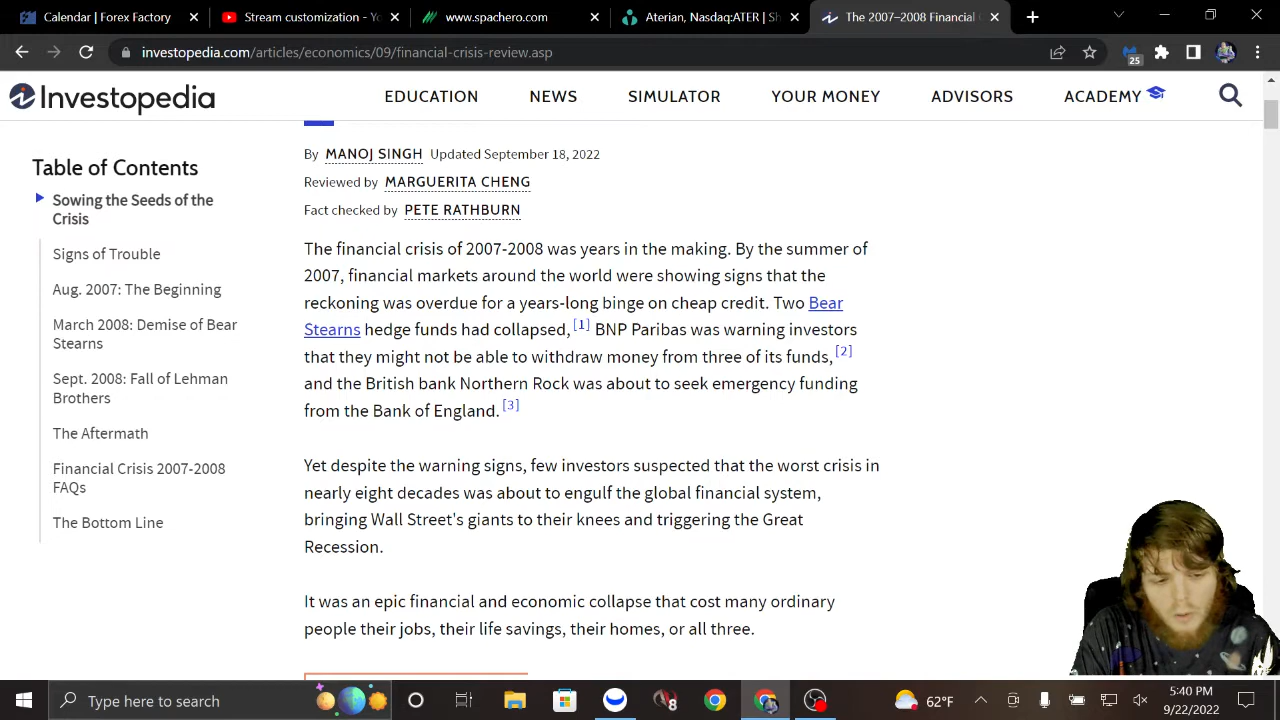 Calendar | Forex Factory
Stream customization - Yo
www.spachero.com
Aterian, Nasdaq:ATER | Sh
The 2007–2008 Financial C
investopedia.com/articles/economics/09/financial-crisis-review.asp
25
Investopedia
EDUCATION
NEWS
SIMULATOR
YOUR MONEY
ADVISORS
ACADEMY
Table of Contents
Sowing the Seeds of the
Crisis
Signs of Trouble
Aug. 2007: The Beginning
March 2008: Demise of Bear
Stearns
Sept. 2008: Fall of Lehman
Brothers
The Aftermath
Financial Crisis 2007-2008
FAQs
The Bottom Line
By MANOJ SINGH Updated September 18, 2022
Reviewed by MARGUERITA CHENG
Fact checked by PETE RATHBURN
The financial crisis of 2007-2008 was years in the making. By the summer of
2007, financial markets around the world were showing signs that the
reckoning was overdue for a years-long binge on cheap credit. Two Bear
Stearns hedge funds had collapsed,[1] BNP Paribas was warning investors
that they might not be able to withdraw money from three of its funds,[2]
and the British bank Northern Rock was about to seek emergency funding
from the Bank of England.[3]
Yet despite the warning signs, few investors suspected that the worst crisis in
nearly eight decades was about to engulf the global financial system,
bringing Wall Street's giants to their knees and triggering the Great
Recession.
It was an epic financial and economic collapse that cost many ordinary
people their jobs, their life savings, their homes, or all three.
Type here to search
8
62°F
5:40 PM
9/22/2022